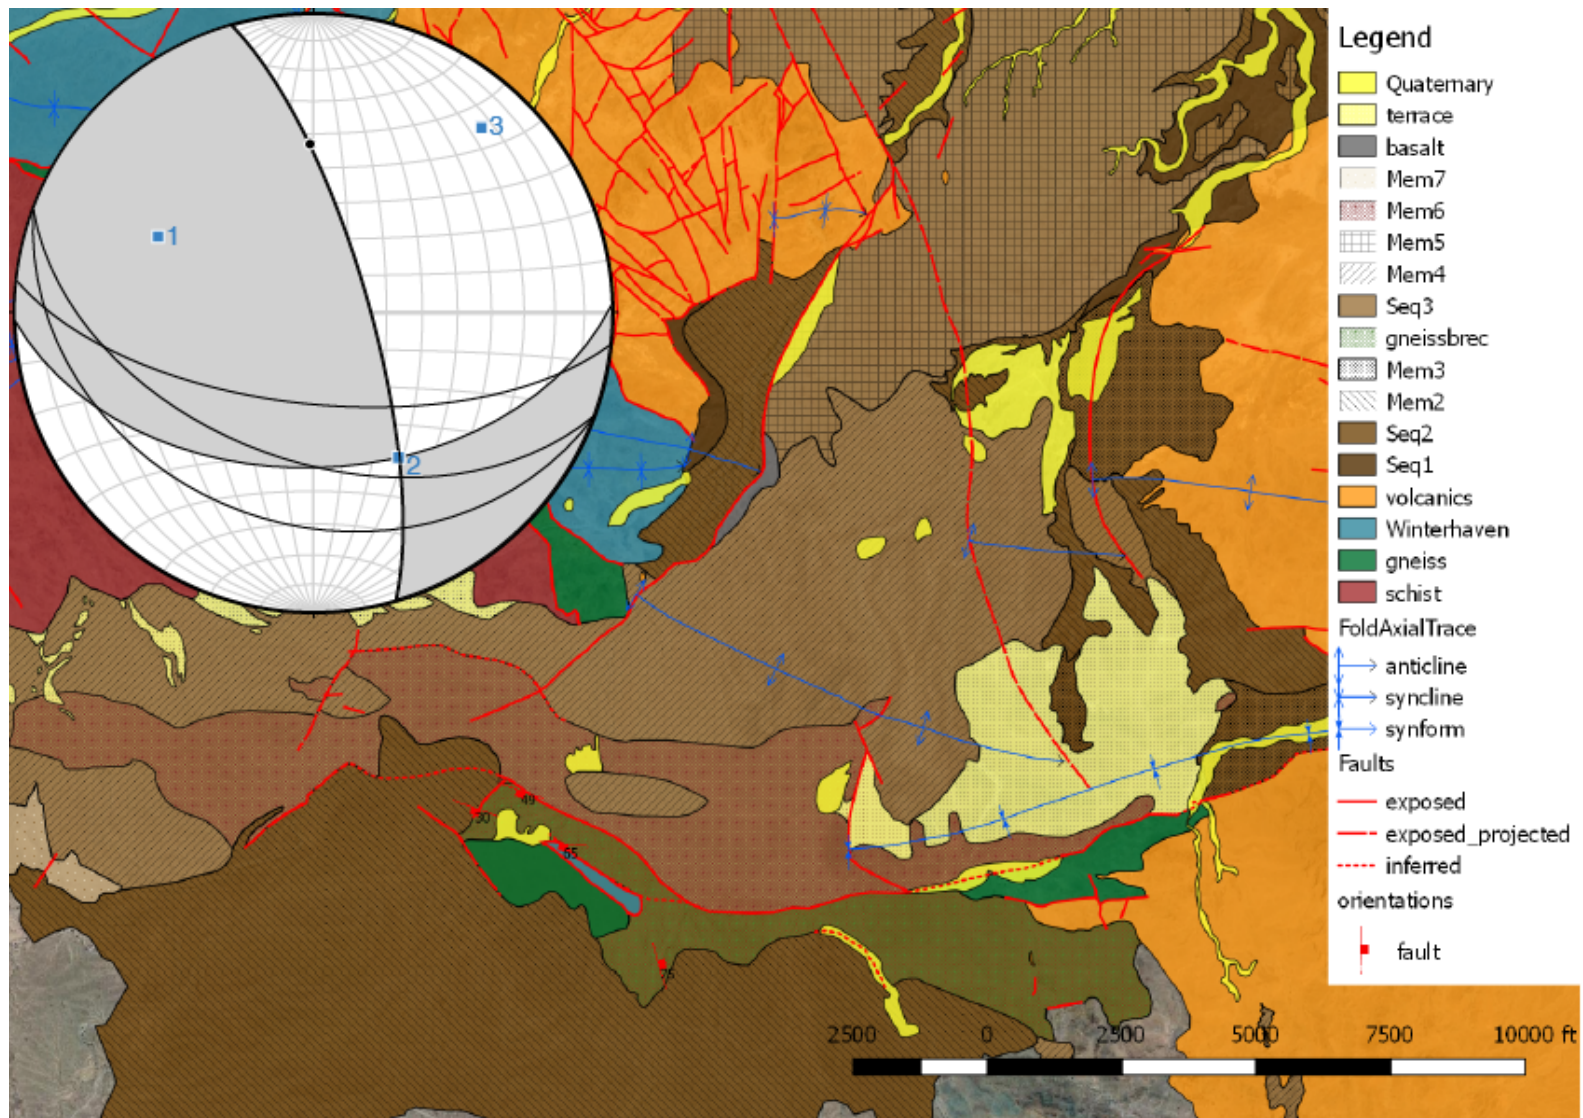 1
3
2
49
30
55
75
Legend
Quaternary
terrace
basalt
Mem7
Mem6
Mem5
Mem4
Seq3
gneissbrec
Mem3
Mem2
Seq2
Seq1
volcanics
Winterhaven
gneiss
schist
FoldAxialTrace
anticline
syncline
synform
Faults
exposed
exposed_projected
inferred
orientations
fault
2500 0 2500 5000 7500 10000 ft